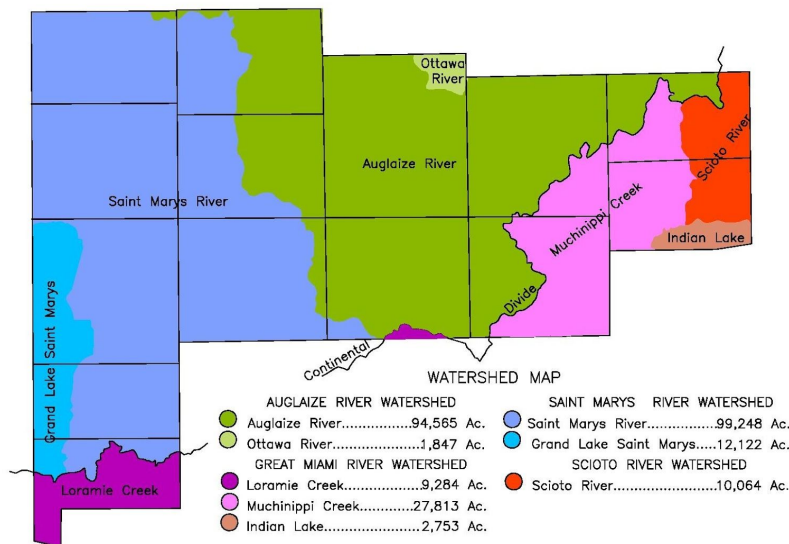 Ottawa
River
Auglaize River
Scioto River
Saint Marys River
Muchinippi Creek
Indian Lake
Grand Lake Saint Marys
Divide
Continental
Loramie Creek
WATERSHED MAP
AUGLAIZE RIVER WATERSHED
Auglaize River..............94,565 Ac.
Ottawa River...................1,847 Ac.
GREAT MIAMI RIVER WATERSHED
Loramie Creek................9,284 Ac.
Muchinippi Creek.........27,813 Ac.
Indian Lake.....................2,753 Ac.
SAINT MARYS RIVER WATERSHED
Saint Marys River............99,248 Ac.
Grand Lake Saint Marys.....12,122 Ac.
SCIOTO RIVER WATERSHED
Scioto River.....................10,064 Ac.